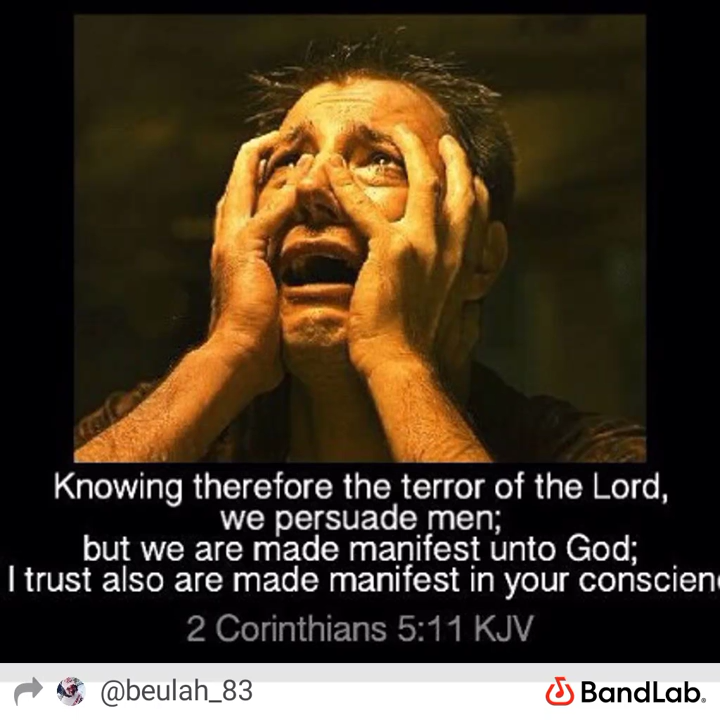 Knowing therefore the terror of the Lord,
we persuade men;
but we are made manifest unto God;
I trust also are made manifest in your conscien
2 Corinthians 5:11 KJV
@beulah_83
BandLab.